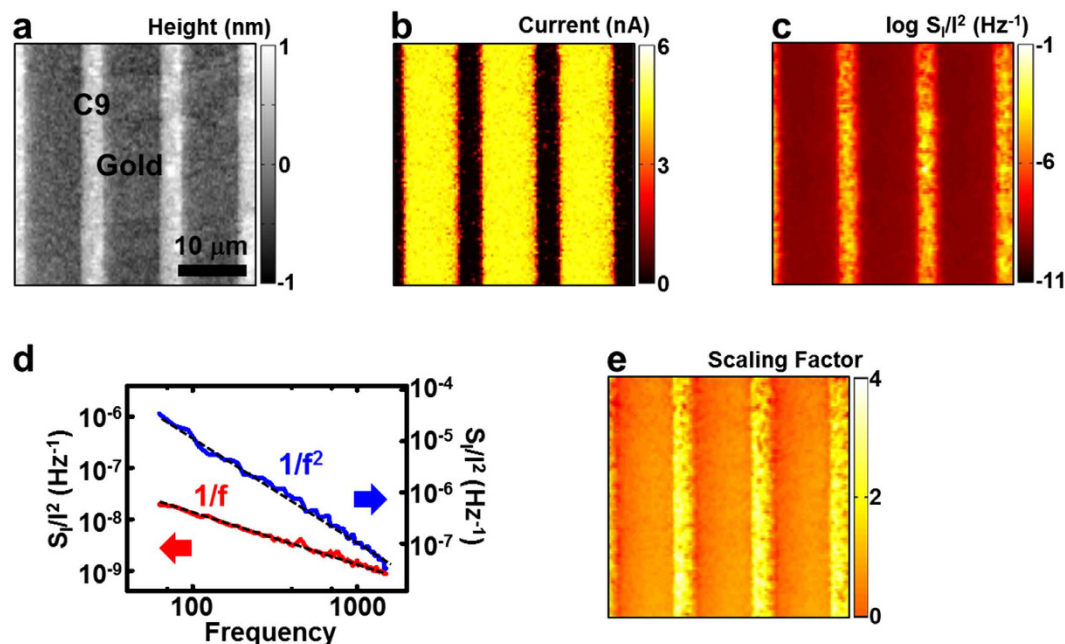 a
Height (nm)
1
0
-1
C9
Gold
10 μm
b
Current (nA)
6
3
0
c
log S_I/I² (Hz⁻¹)
-1
-6
-11
d
S_I/I² (Hz⁻¹)
10⁻⁶
10⁻⁷
10⁻⁸
10⁻⁹
1/f²
1/f
10⁻⁴
10⁻⁵
10⁻⁶
10⁻⁷
S_I/I² (Hz⁻¹)
100
1000
Frequency
e
Scaling Factor
4
2
0